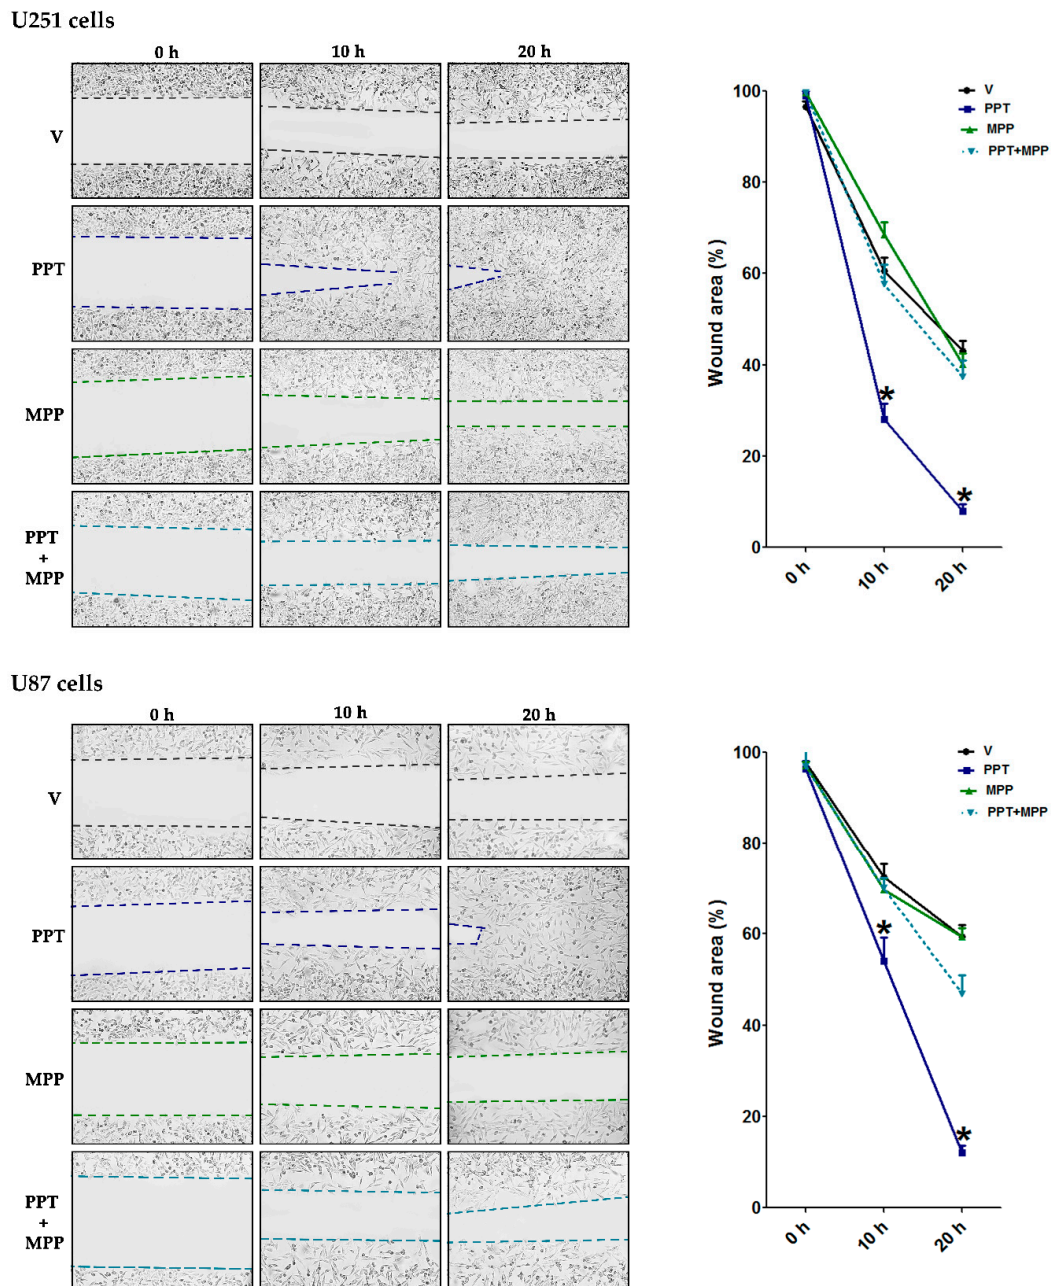 U251 cells
0 h 10 h 20 h
V
PPT
MPP
PPT
+
MPP
Wound area (%)
100
80
60
40
20
0
0 h 10 h 20 h
V
PPT
MPP
PPT+MPP
*
*
U87 cells
0 h 10 h 20 h
V
PPT
MPP
PPT
+
MPP
Wound area (%)
100
80
60
40
20
0
0 h 10 h 20 h
V
PPT
MPP
PPT+MPP
*
*